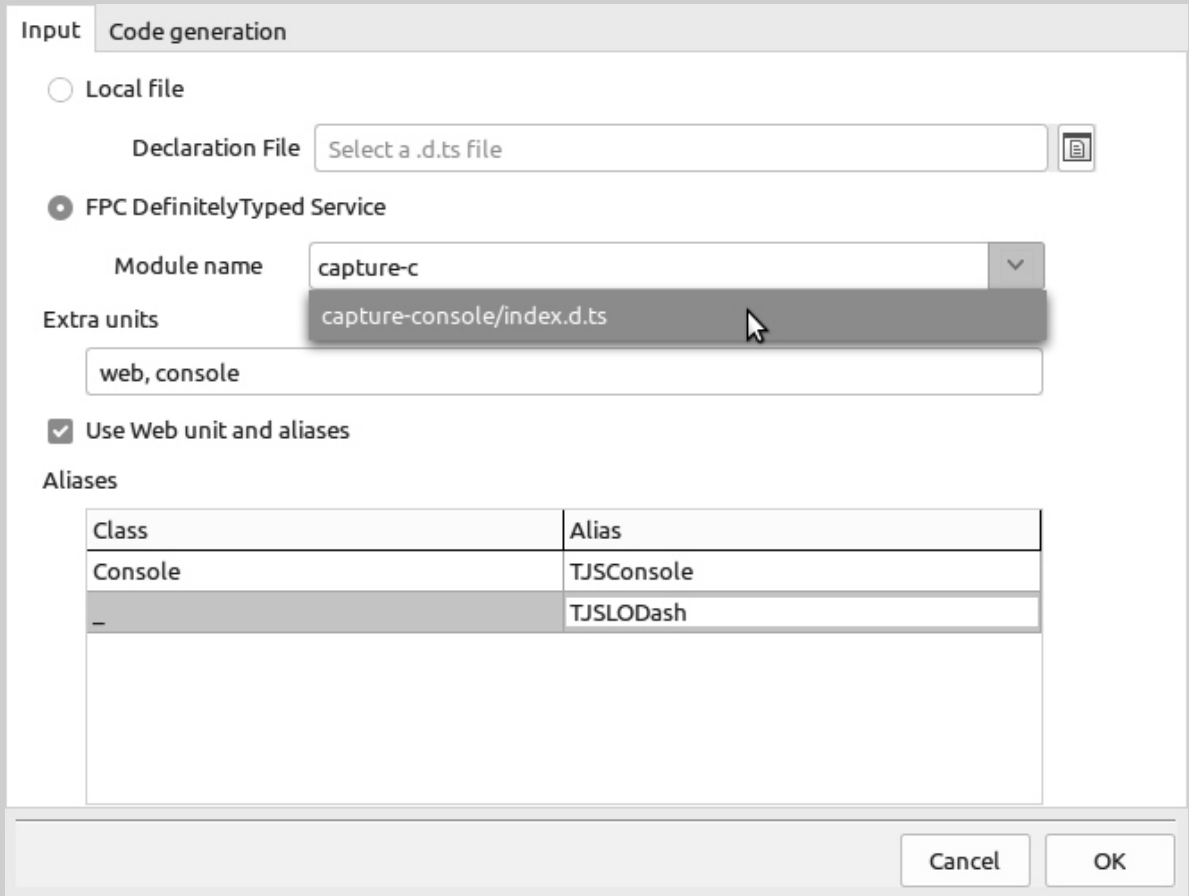 Input Code generation
Local file
Declaration File Select a .d.ts file
FPC DefinitelyTyped Service
Module name capture-c
capture-console/index.d.ts
Extra units
web, console
Use Web unit and aliases
Aliases
Class Alias
Console TJSConsole
_ TJSLODash
Cancel OK